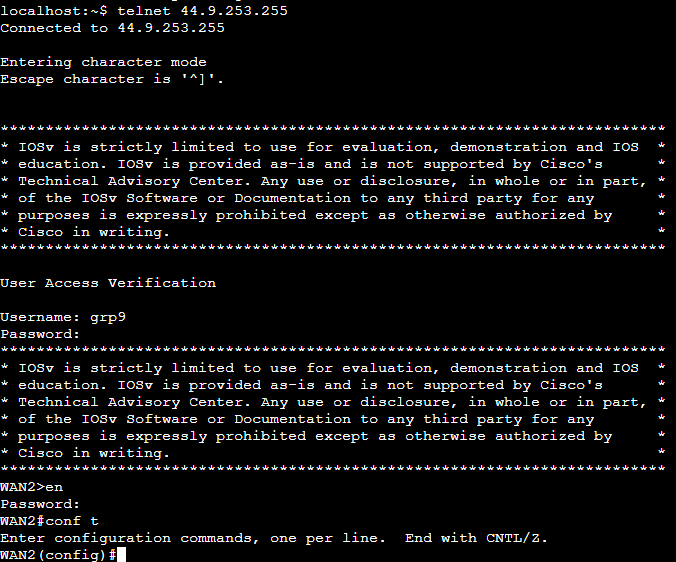 localhost:~$ telnet 44.9.253.255
Connected to 44.9.253.255
Entering character mode
Escape character is '^]'.
**************************************************************************
* IOSv is strictly limited to use for evaluation, demonstration and IOS  *
* education. IOSv is provided as-is and is not supported by Cisco's      *
* Technical Advisory Center. Any use or disclosure, in whole or in part, *
* of the IOSv Software or Documentation to any third party for any       *
* purposes is expressly prohibited except as otherwise authorized by     *
* Cisco in writing.                                                      *
**************************************************************************
User Access Verification
Username: grp9
Password:
**************************************************************************
* IOSv is strictly limited to use for evaluation, demonstration and IOS  *
* education. IOSv is provided as-is and is not supported by Cisco's      *
* Technical Advisory Center. Any use or disclosure, in whole or in part, *
* of the IOSv Software or Documentation to any third party for any       *
* purposes is expressly prohibited except as otherwise authorized by     *
* Cisco in writing.                                                      *
**************************************************************************
WAN2>en
Password:
WAN2#conf t
Enter configuration commands, one per line.  End with CNTL/Z.
WAN2(config)#